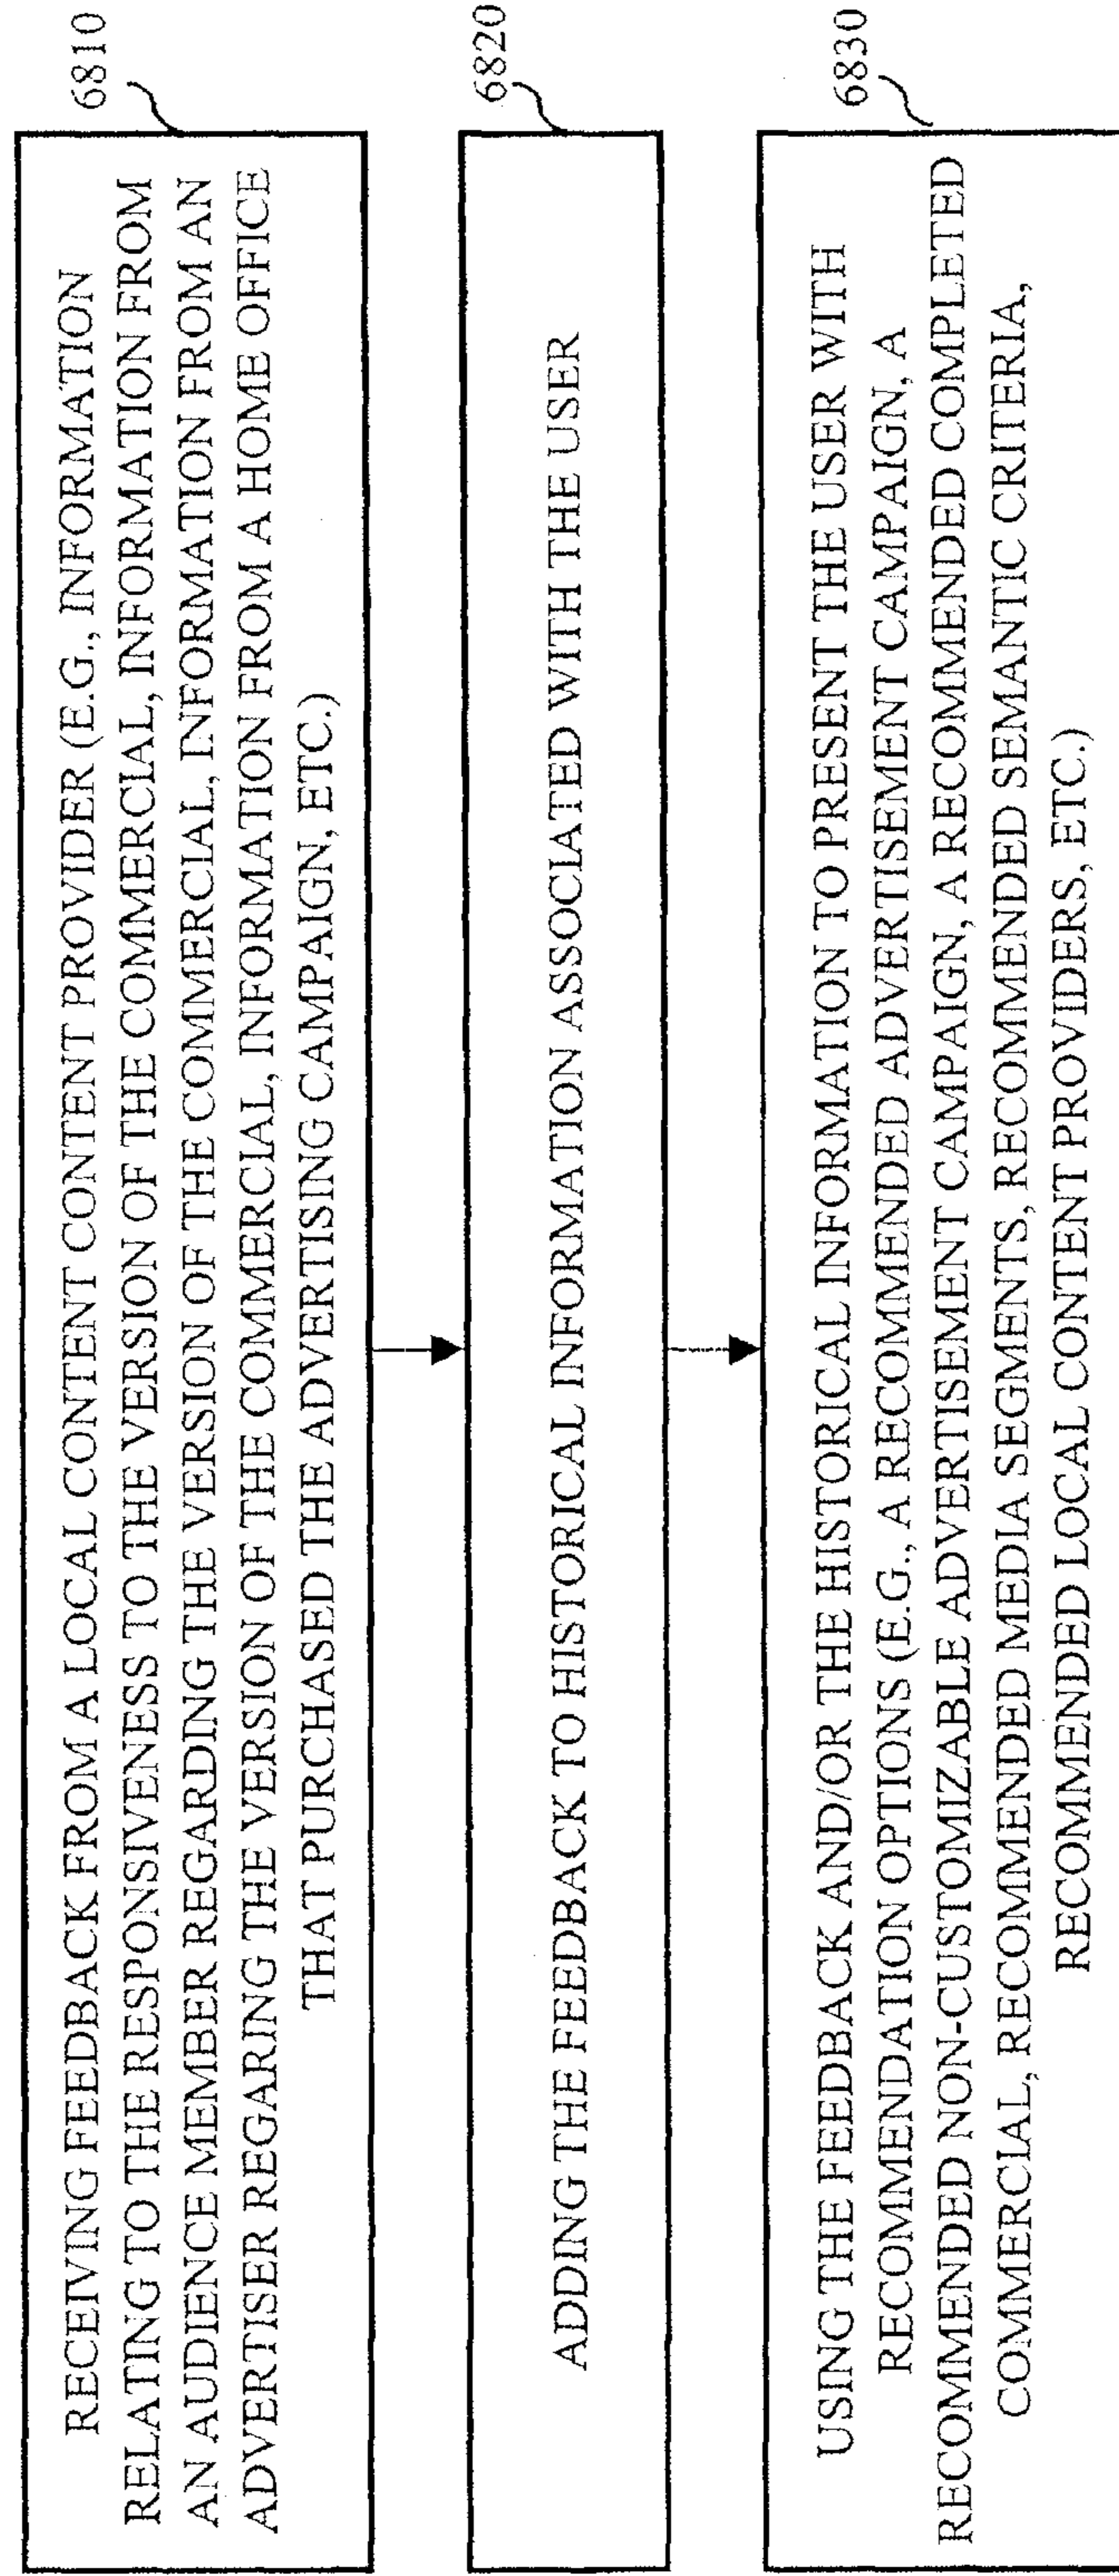 6810
RECEIVING FEEDBACK FROM A LOCAL CONTENT CONTENT PROVIDER (E.G., INFORMATION
RELATING TO THE RESPONSIVENESS TO THE VERSION OF THE COMMERCIAL, INFORMATION FROM
AN AUDIENCE MEMBER REGARDING THE VERSION OF THE COMMERCIAL, INFORMATION FROM AN
ADVERTISER REGARING THE VERSION OF THE COMMERCIAL, INFORMATION FROM A HOME OFFICE
THAT PURCHASED THE ADVERTISING CAMPAIGN, ETC.)
6820
ADDING THE FEEDBACK TO HISTORICAL INFORMATION ASSOCIATED WITH THE USER
6830
USING THE FEEDBACK AND/OR THE HISTORICAL INFORMATION TO PRESENT THE USER WITH
RECOMMENDATION OPTIONS (E.G., A RECOMMENDED ADVERTISEMENT CAMPAIGN, A
RECOMMENDED NON-CUSTOMIZABLE ADVERTISEMENT CAMPAIGN, A RECOMMENDED COMPLETED
COMMERCIAL, RECOMMENDED MEDIA SEGMENTS, RECOMMENDED SEMANTIC CRITERIA,
RECOMMENDED LOCAL CONTENT PROVIDERS, ETC.)